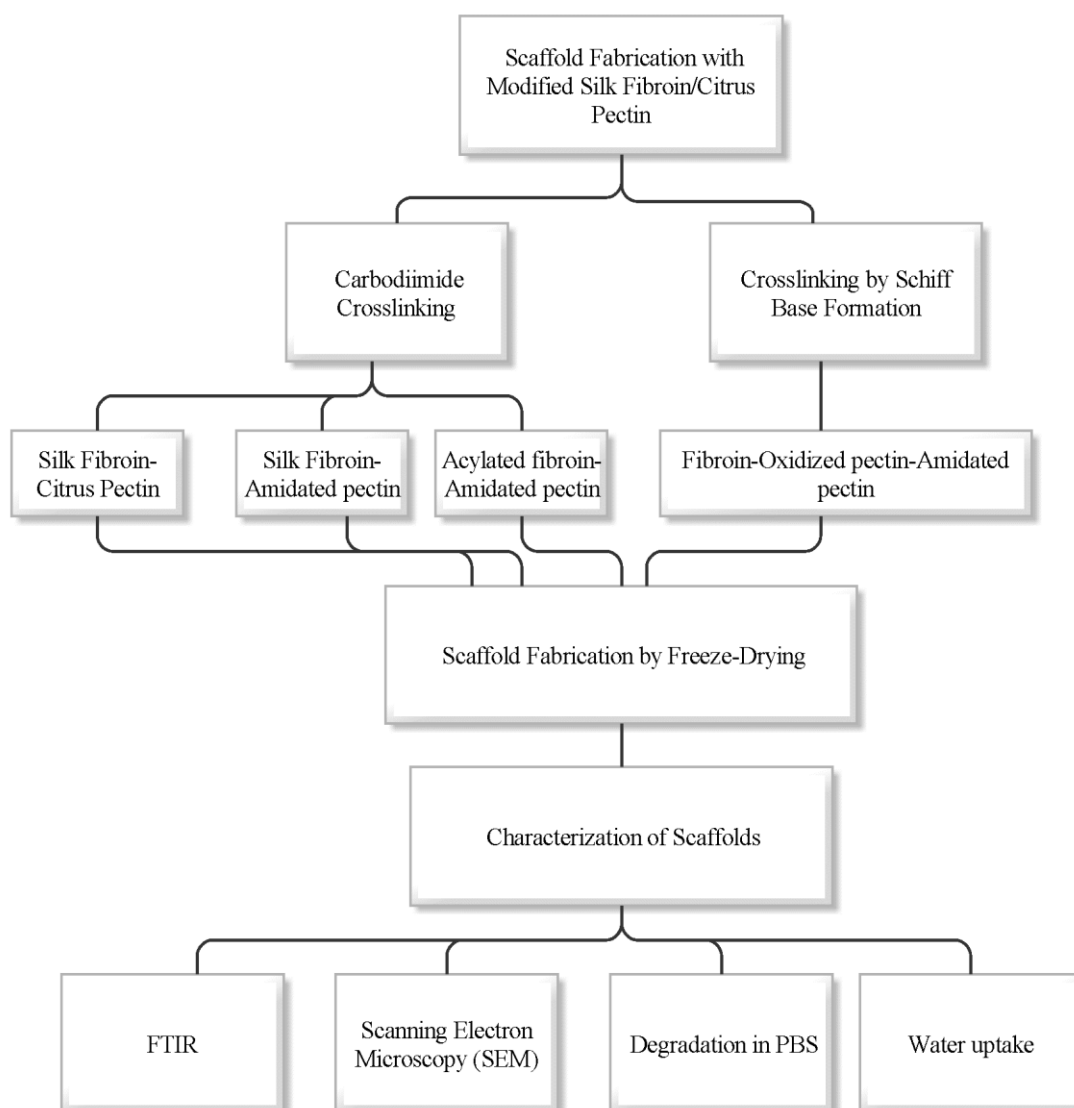 Scaffold Fabrication with
Modified Silk Fibroin/Citrus
Pectin
Carbodiimide
Crosslinking
Crosslinking by Schiff
Base Formation
Silk Fibroin-
Citrus Pectin
Silk Fibroin-
Amidated pectin
Acylated fibroin-
Amidated pectin
Fibroin-Oxidized pectin-Amidated
pectin
Scaffold Fabrication by Freeze-Drying
Characterization of Scaffolds
FTIR
Scanning Electron
Microscopy (SEM)
Degradation in PBS
Water uptake